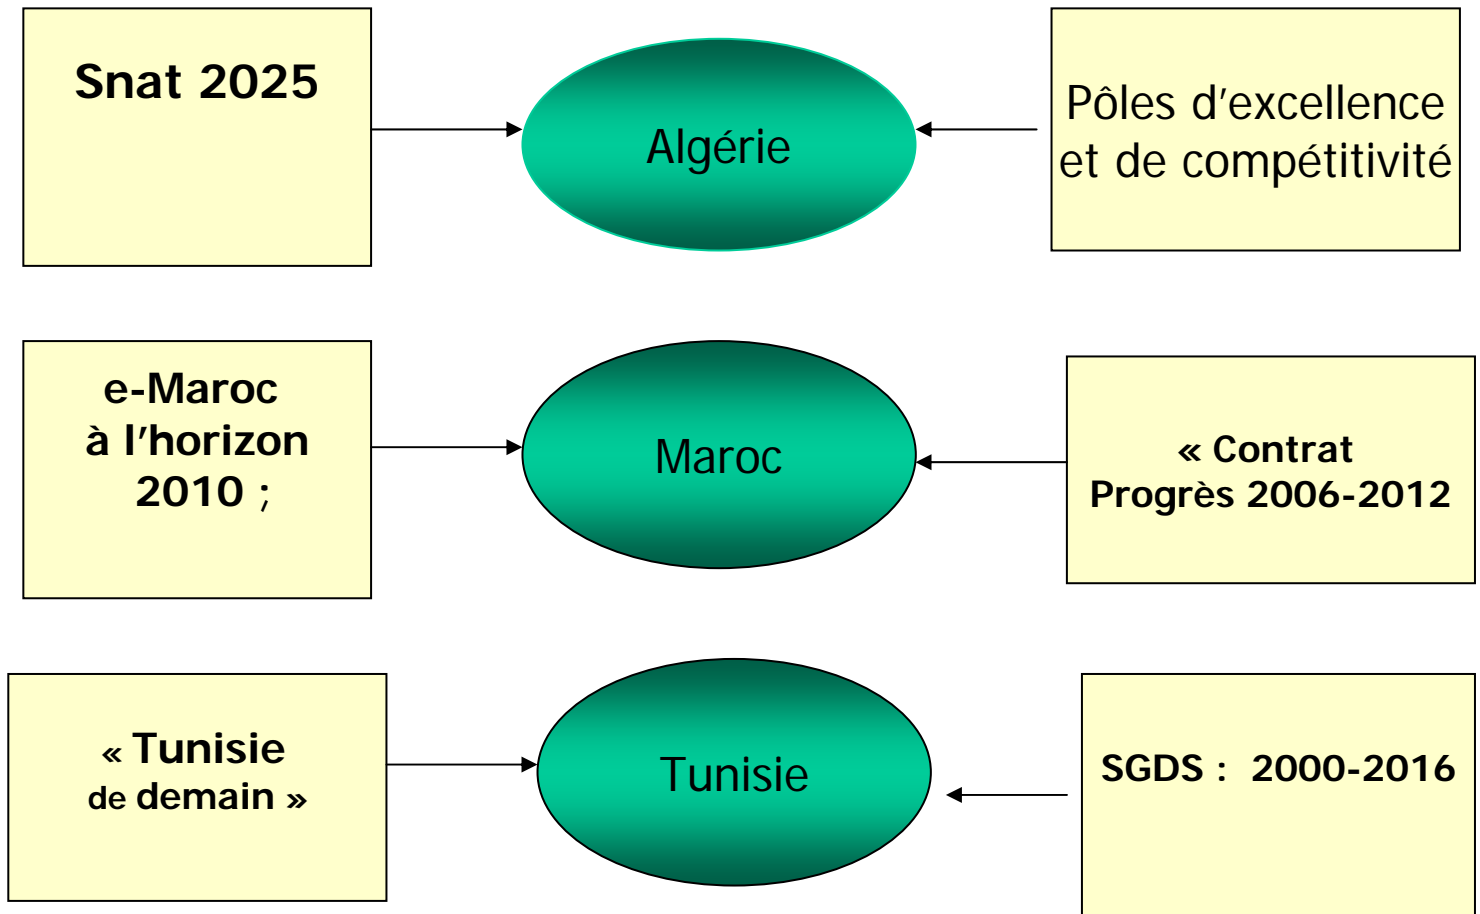 Snat 2025
Algérie
Pôles d'excellence
et de compétitivité
e-Maroc
à l'horizon
2010 ;
Maroc
« Contrat
Progrès 2006-2012
« Tunisie
de demain »
Tunisie
SGDS :  2000-2016